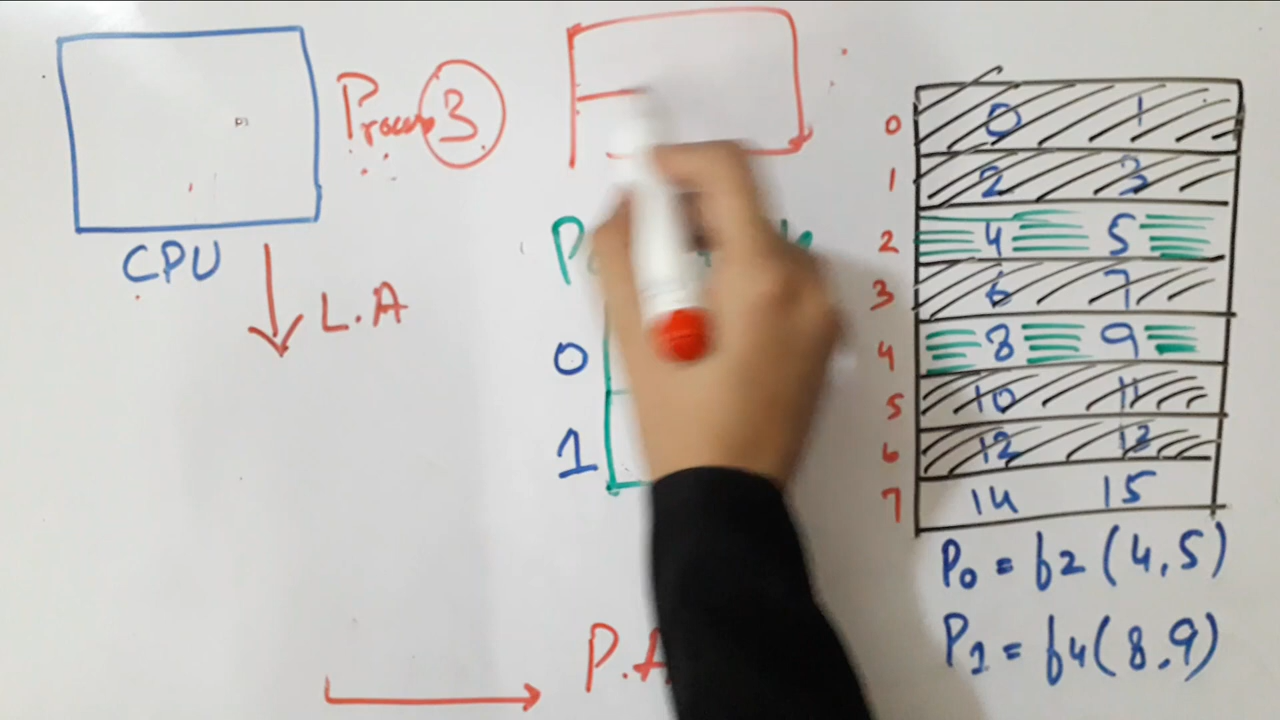 Process 3
CPU
L.A
0
1
P.A
0 0 1
1 2 3
2 4 5
3 6 7
4 8 9
5 10 11
6 12 13
7 14 15
P0 = f2 (4,5)
P1 = f4 (8,9)